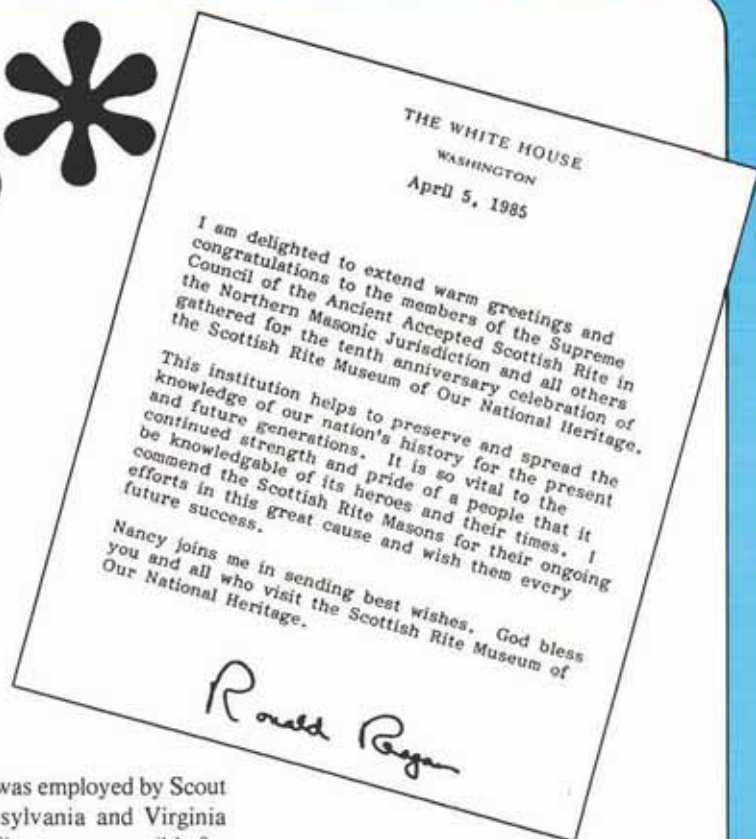 THE WHITE HOUSE
WASHINGTON
April 5, 1985
I am delighted to extend warm greetings and
congratulations to the members of the Supreme
Council of the Ancient Accepted Scottish Rite in
the Northern Masonic Jurisdiction and all others
gathered for the tenth anniversary celebration of
the Scottish Rite Museum of Our National Heritage.
This institution helps to preserve and spread the
knowledge of our nation's history for the present
and future generations. It is so vital to the
continued strength and pride of a people that it
be knowledgable of its heroes and their times. I
commend the Scottish Rite Masons for their ongoing
efforts in this great cause and wish them every
future success.
Nancy joins me in sending best wishes. God bless
you and all who visit the Scottish Rite Museum of
Our National Heritage.
Ronald Reagan
was employed by Scout
sylvania and Virginia